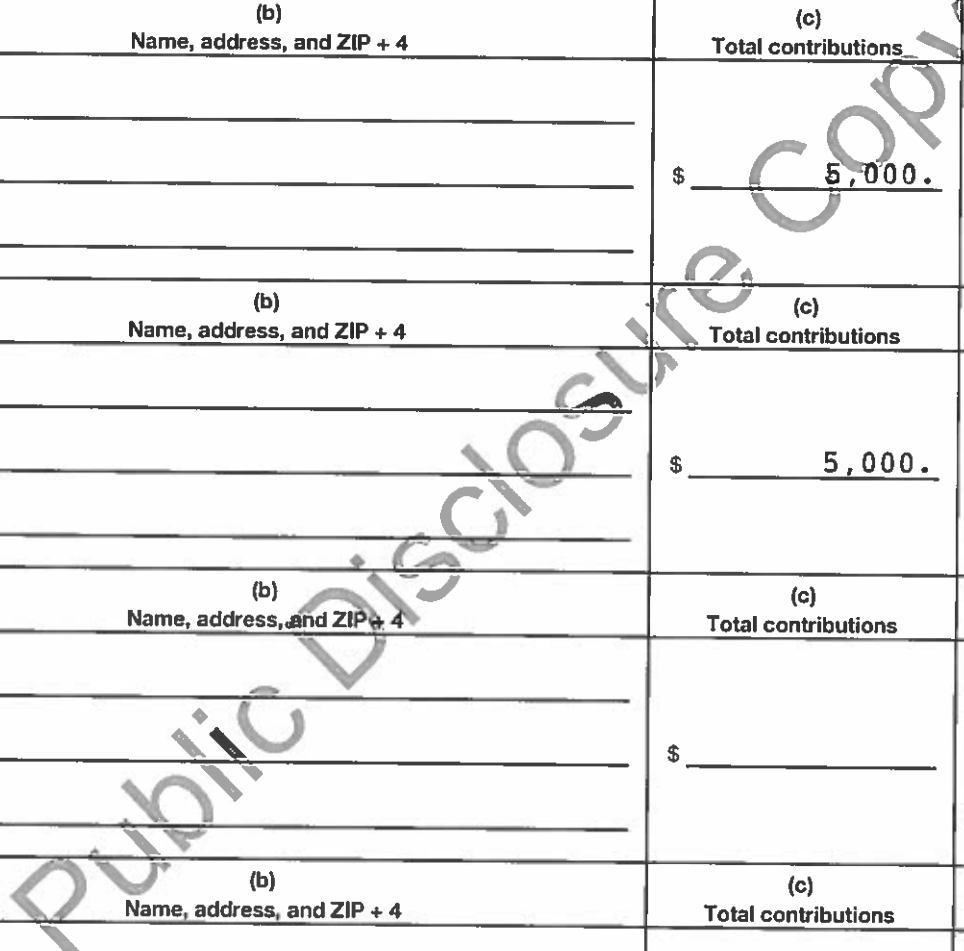 (b)
Name, address, and ZIP + 4
(c)
Total contributions
$ 5,000.
(b)
Name, address, and ZIP + 4
(c)
Total contributions
$ 5,000.
(b)
Name, address, and ZIP + 4
(c)
Total contributions
$
(b)
Name, address, and ZIP + 4
(c)
Total contributions
Public Disclosure Copy